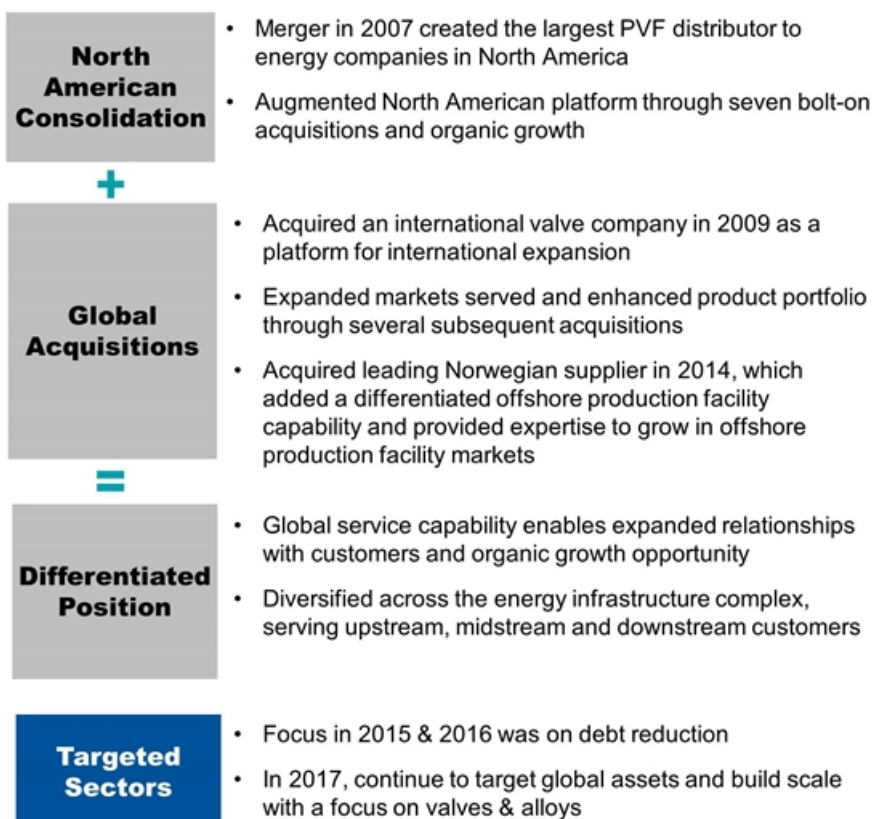 North
American
Consolidation
• Merger in 2007 created the largest PVF distributor to
energy companies in North America
• Augmented North American platform through seven bolt-on
acquisitions and organic growth
+
Global
Acquisitions
• Acquired an international valve company in 2009 as a
platform for international expansion
• Expanded markets served and enhanced product portfolio
through several subsequent acquisitions
• Acquired leading Norwegian supplier in 2014, which
added a differentiated offshore production facility
capability and provided expertise to grow in offshore
production facility markets
=
Differentiated
Position
• Global service capability enables expanded relationships
with customers and organic growth opportunity
• Diversified across the energy infrastructure complex,
serving upstream, midstream and downstream customers
Targeted
Sectors
• Focus in 2015 & 2016 was on debt reduction
• In 2017, continue to target global assets and build scale
with a focus on valves & alloys